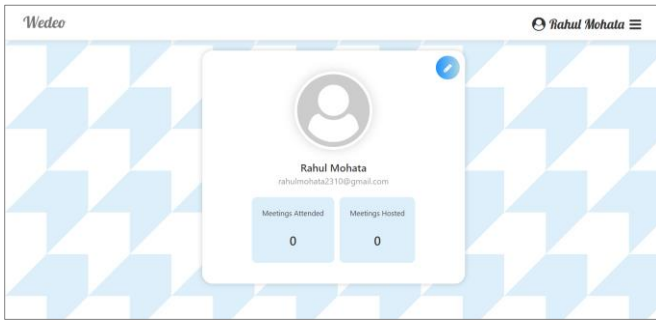 Wedeo
Rahul Mohata
Rahul Mohata
rahulmohata2310@gmail.com
Meetings Attended
Meetings Hosted
0
0